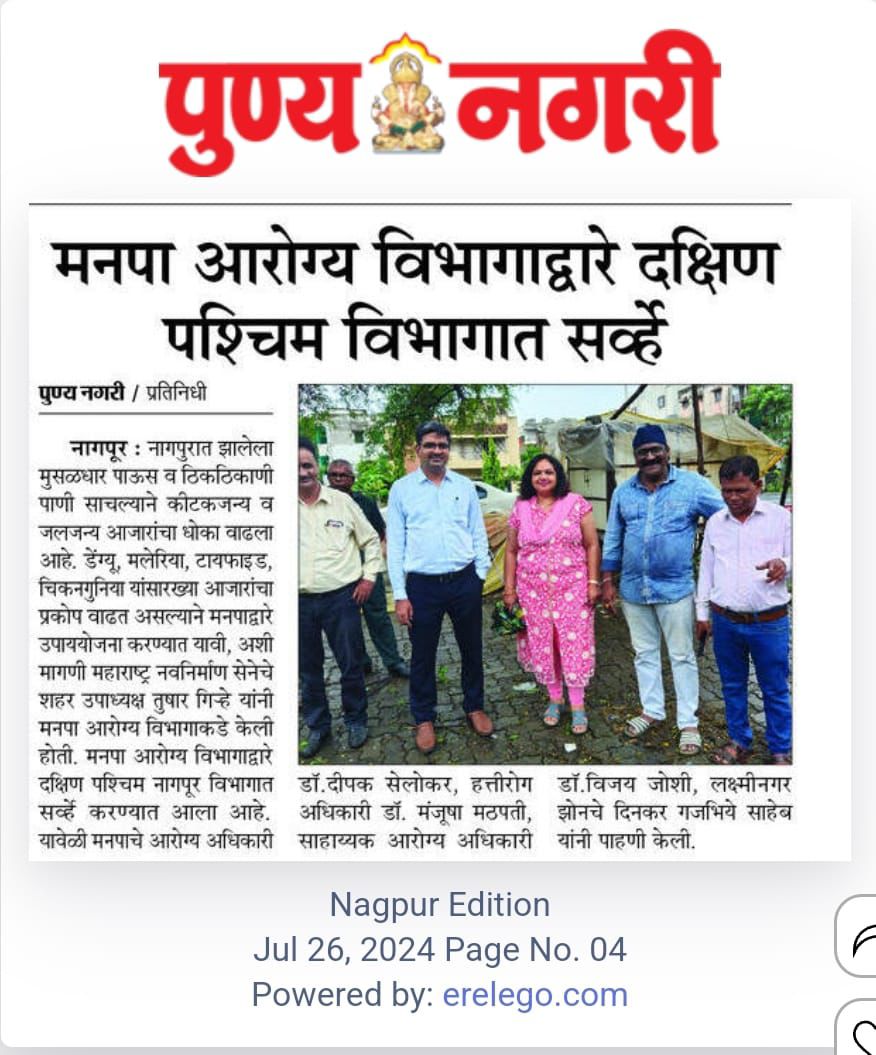 पुण्य नगरी
मनपा आरोग्य विभागाद्वारे दक्षिण
पश्चिम विभागात सर्व्हे
पुण्य नगरी / प्रतिनिधी
नागपूर : नागपुरात झालेला
मुसळधार पाऊस व ठिकठिकाणी
पाणी साचल्याने कीटकजन्य व
जलजन्य आजारांचा धोका वाढला
आहे. डेंग्यू, मलेरिया, टायफाइड,
चिकनगुनिया यांसारख्या आजारांचा
प्रकोप वाढत असल्याने मनपाद्वारे
उपाययोजना करण्यात यावी, अशी
मागणी महाराष्ट्र नवनिर्माण सेनेचे
शहर उपाध्यक्ष तुषार गिऱ्हे यांनी
मनपा आरोग्य विभागाकडे केली
होती. मनपा आरोग्य विभागाद्वारे
दक्षिण पश्चिम नागपूर विभागात
सर्व्हे करण्यात आला आहे.
यावेळी मनपाचे आरोग्य अधिकारी
डॉ.दीपक सेलोकर, हत्तीरोग
अधिकारी डॉ. मंजूषा मठपती,
साहाय्यक आरोग्य अधिकारी
डॉ.विजय जोशी, लक्ष्मीनगर
झोनचे दिनकर गजभिये साहेब
यांनी पाहणी केली.
Nagpur Edition
Jul 26, 2024 Page No. 04
Powered by: erelego.com